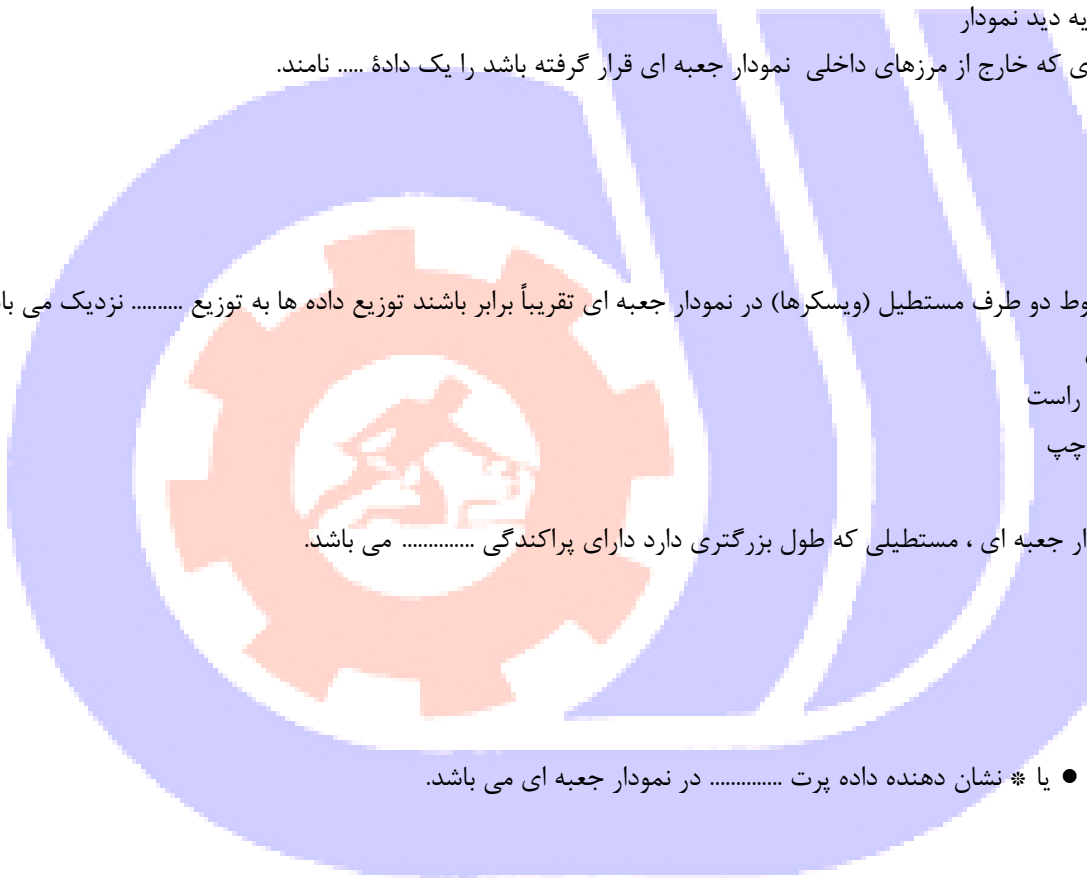 یه دید نمودار
ی که خارج از مرزهای داخلی نمودار جعبه ای قرار گرفته باشد را یک دادهٔ ..... نامند.
وط دو طرف مستطیل (ویسکرها) در نمودار جعبه ای تقریباً برابر باشند توزیع داده ها به توزیع ......... نزدیک می با
راست
چپ
ار جعبه ای ، مستطیلی که طول بزرگتری دارد دارای پراکندگی ............. می باشد.
● یا * نشان دهنده داده پرت ............. در نمودار جعبه ای می باشد.